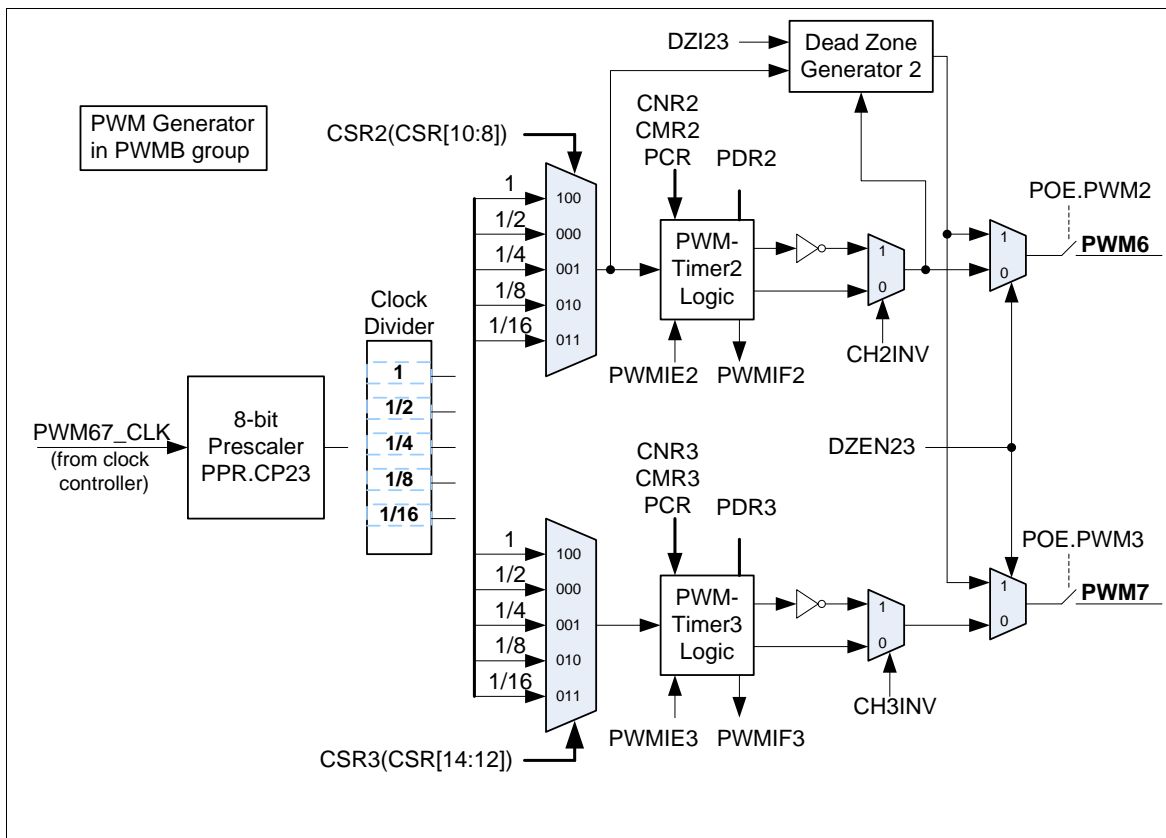 PWM Generator
in PWMB group
DZI23
Dead Zone
Generator 2
CSR2(CSR[10:8])
CNR2
CMR2
PCR
PDR2
1
1/2
1/4
1/8
1/16
100
000
001
010
011
PWM-
Timer2
Logic
1
0
1
0
POE.PWM2
PWM6
PWMIE2
PWMIF2
CH2INV
Clock
Divider
1
1/2
1/4
1/8
1/16
PWM67_CLK
(from clock
controller)
8-bit
Prescaler
PPR.CP23
DZEN23
CNR3
CMR3
PCR
PDR3
1
1/2
1/4
1/8
1/16
100
000
001
010
011
PWM-
Timer3
Logic
1
0
1
0
POE.PWM3
PWM7
PWMIE3
PWMIF3
CH3INV
CSR3(CSR[14:12])